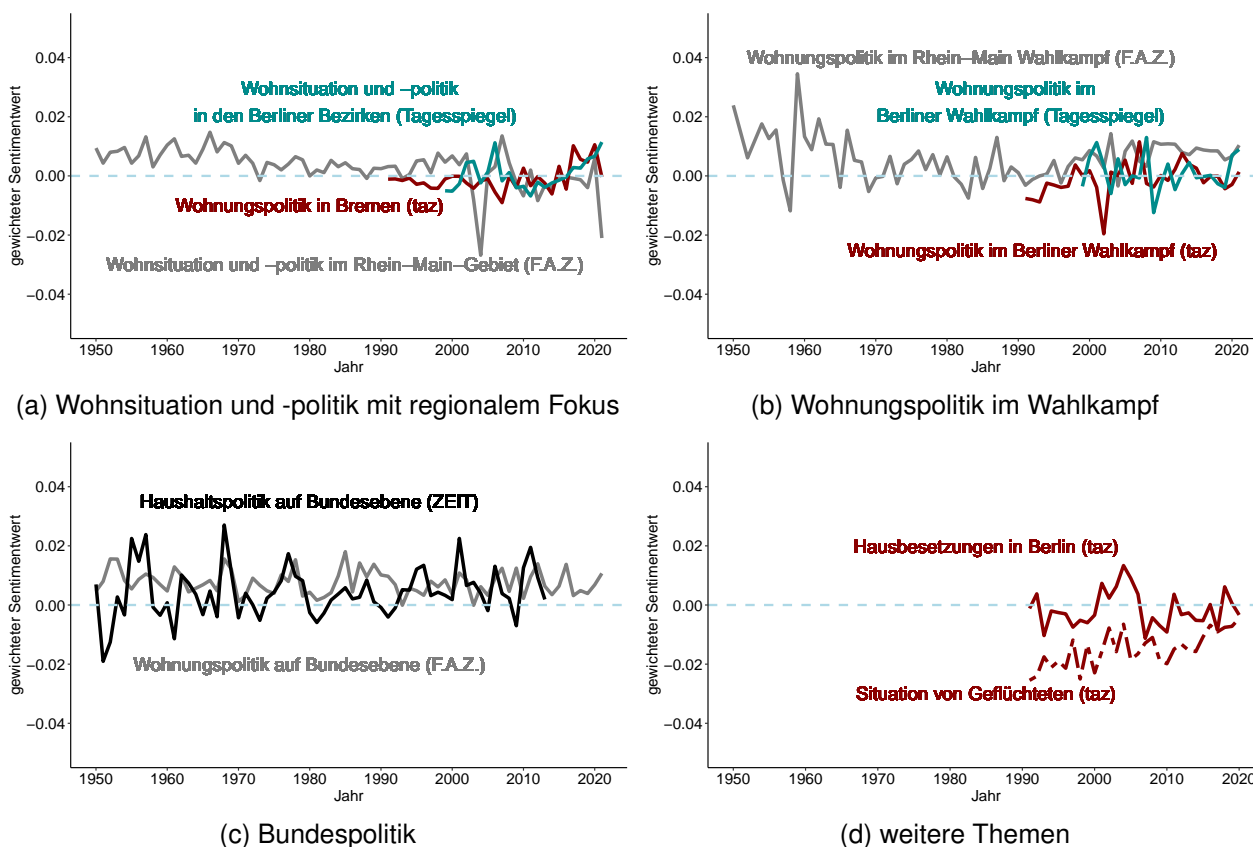 gewichteter Sentimentwert
0.04
0.02
0.00
−0.02
−0.04
Wohnsituation und −politik
in den Berliner Bezirken (Tagesspiegel)
Wohnungspolitik in Bremen (taz)
Wohnsituation und −politik im Rhein−Main−Gebiet (F.A.Z.)
1950 1960 1970 1980 1990 2000 2010 2020
Jahr
(a) Wohnsituation und -politik mit regionalem Fokus
gewichteter Sentimentwert
0.04
0.02
0.00
−0.02
−0.04
Wohnungspolitik im Rhein−Main Wahlkampf (F.A.Z.)
Wohnungspolitik im
Berliner Wahlkampf (Tagesspiegel)
Wohnungspolitik im Berliner Wahlkampf (taz)
1950 1960 1970 1980 1990 2000 2010 2020
Jahr
(b) Wohnungspolitik im Wahlkampf
gewichteter Sentimentwert
0.04
0.02
0.00
−0.02
−0.04
Haushaltspolitik auf Bundesebene (ZEIT)
Wohnungspolitik auf Bundesebene (F.A.Z.)
1950 1960 1970 1980 1990 2000 2010 2020
Jahr
(c) Bundespolitik
gewichteter Sentimentwert
0.04
0.02
0.00
−0.02
−0.04
Hausbesetzungen in Berlin (taz)
Situation von Geflüchteten (taz)
1950 1960 1970 1980 1990 2000 2010 2020
Jahr
(d) weitere Themen